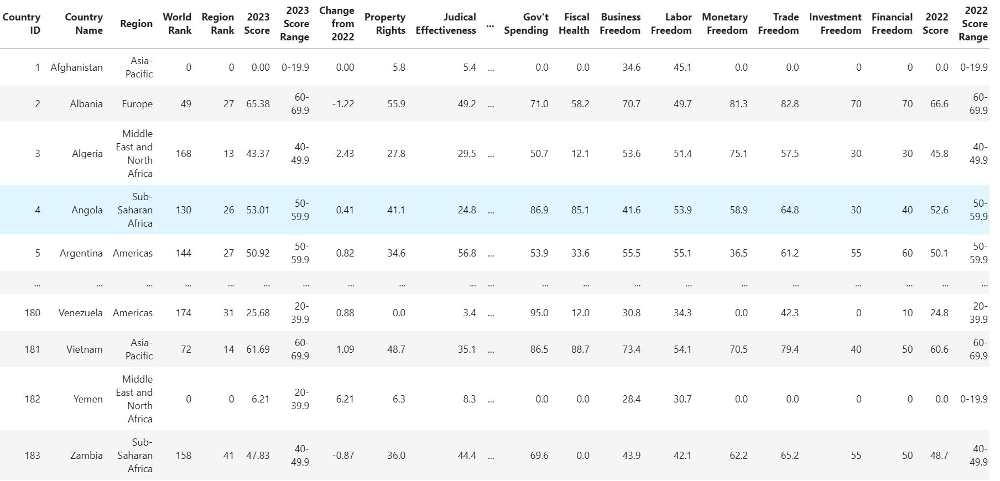 Country ID Country Name Region World Rank Region Rank 2023 Score 2023 Score Range Change from 2022 Property Rights Judical Effectiveness ... Gov't Spending Fiscal Health Business Freedom Labor Freedom Monetary Freedom Trade Freedom Investment Freedom Financial Freedom 2022 Score 2022 Score Range
1 Afghanistan Asia-Pacific 0 0 0.00 0-19.9 0.00 5.8 5.4 ... 0.0 0.0 34.6 45.1 0.0 0.0 0 0 0.0 0-19.9
2 Albania Europe 49 27 65.38 60-69.9 -1.22 55.9 49.2 ... 71.0 58.2 70.7 49.7 81.3 82.8 70 70 66.6 60-69.9
3 Algeria Middle East and North Africa 168 13 43.37 40-49.9 -2.43 27.8 29.5 ... 50.7 12.1 53.6 51.4 75.1 57.5 30 30 45.8 40-49.9
4 Angola Sub-Saharan Africa 130 26 53.01 50-59.9 0.41 41.1 24.8 ... 86.9 85.1 41.6 53.9 58.9 64.8 30 40 52.6 50-59.9
5 Argentina Americas 144 27 50.92 50-59.9 0.82 34.6 56.8 ... 53.9 33.6 55.5 55.1 36.5 61.2 55 60 50.1 50-59.9
... ... ... ... ... ... ... ... ... ... ... ... ... ... ... ... ... ... ... ... ...
180 Venezuela Americas 174 31 25.68 20-39.9 0.88 0.0 3.4 ... 95.0 12.0 30.8 34.3 0.0 42.3 0 10 24.8 20-39.9
181 Vietnam Asia-Pacific 72 14 61.69 60-69.9 1.09 48.7 35.1 ... 86.5 88.7 73.4 54.1 70.5 79.4 40 50 60.6 60-69.9
182 Yemen Middle East and North Africa 0 0 6.21 20-39.9 6.21 6.3 8.3 ... 0.0 0.0 28.4 30.7 0.0 0.0 0 0 0.0 0-19.9
183 Zambia Sub-Saharan Africa 158 41 47.83 40-49.9 -0.87 36.0 44.4 ... 69.6 0.0 43.9 42.1 62.2 65.2 55 50 48.7 40-49.9